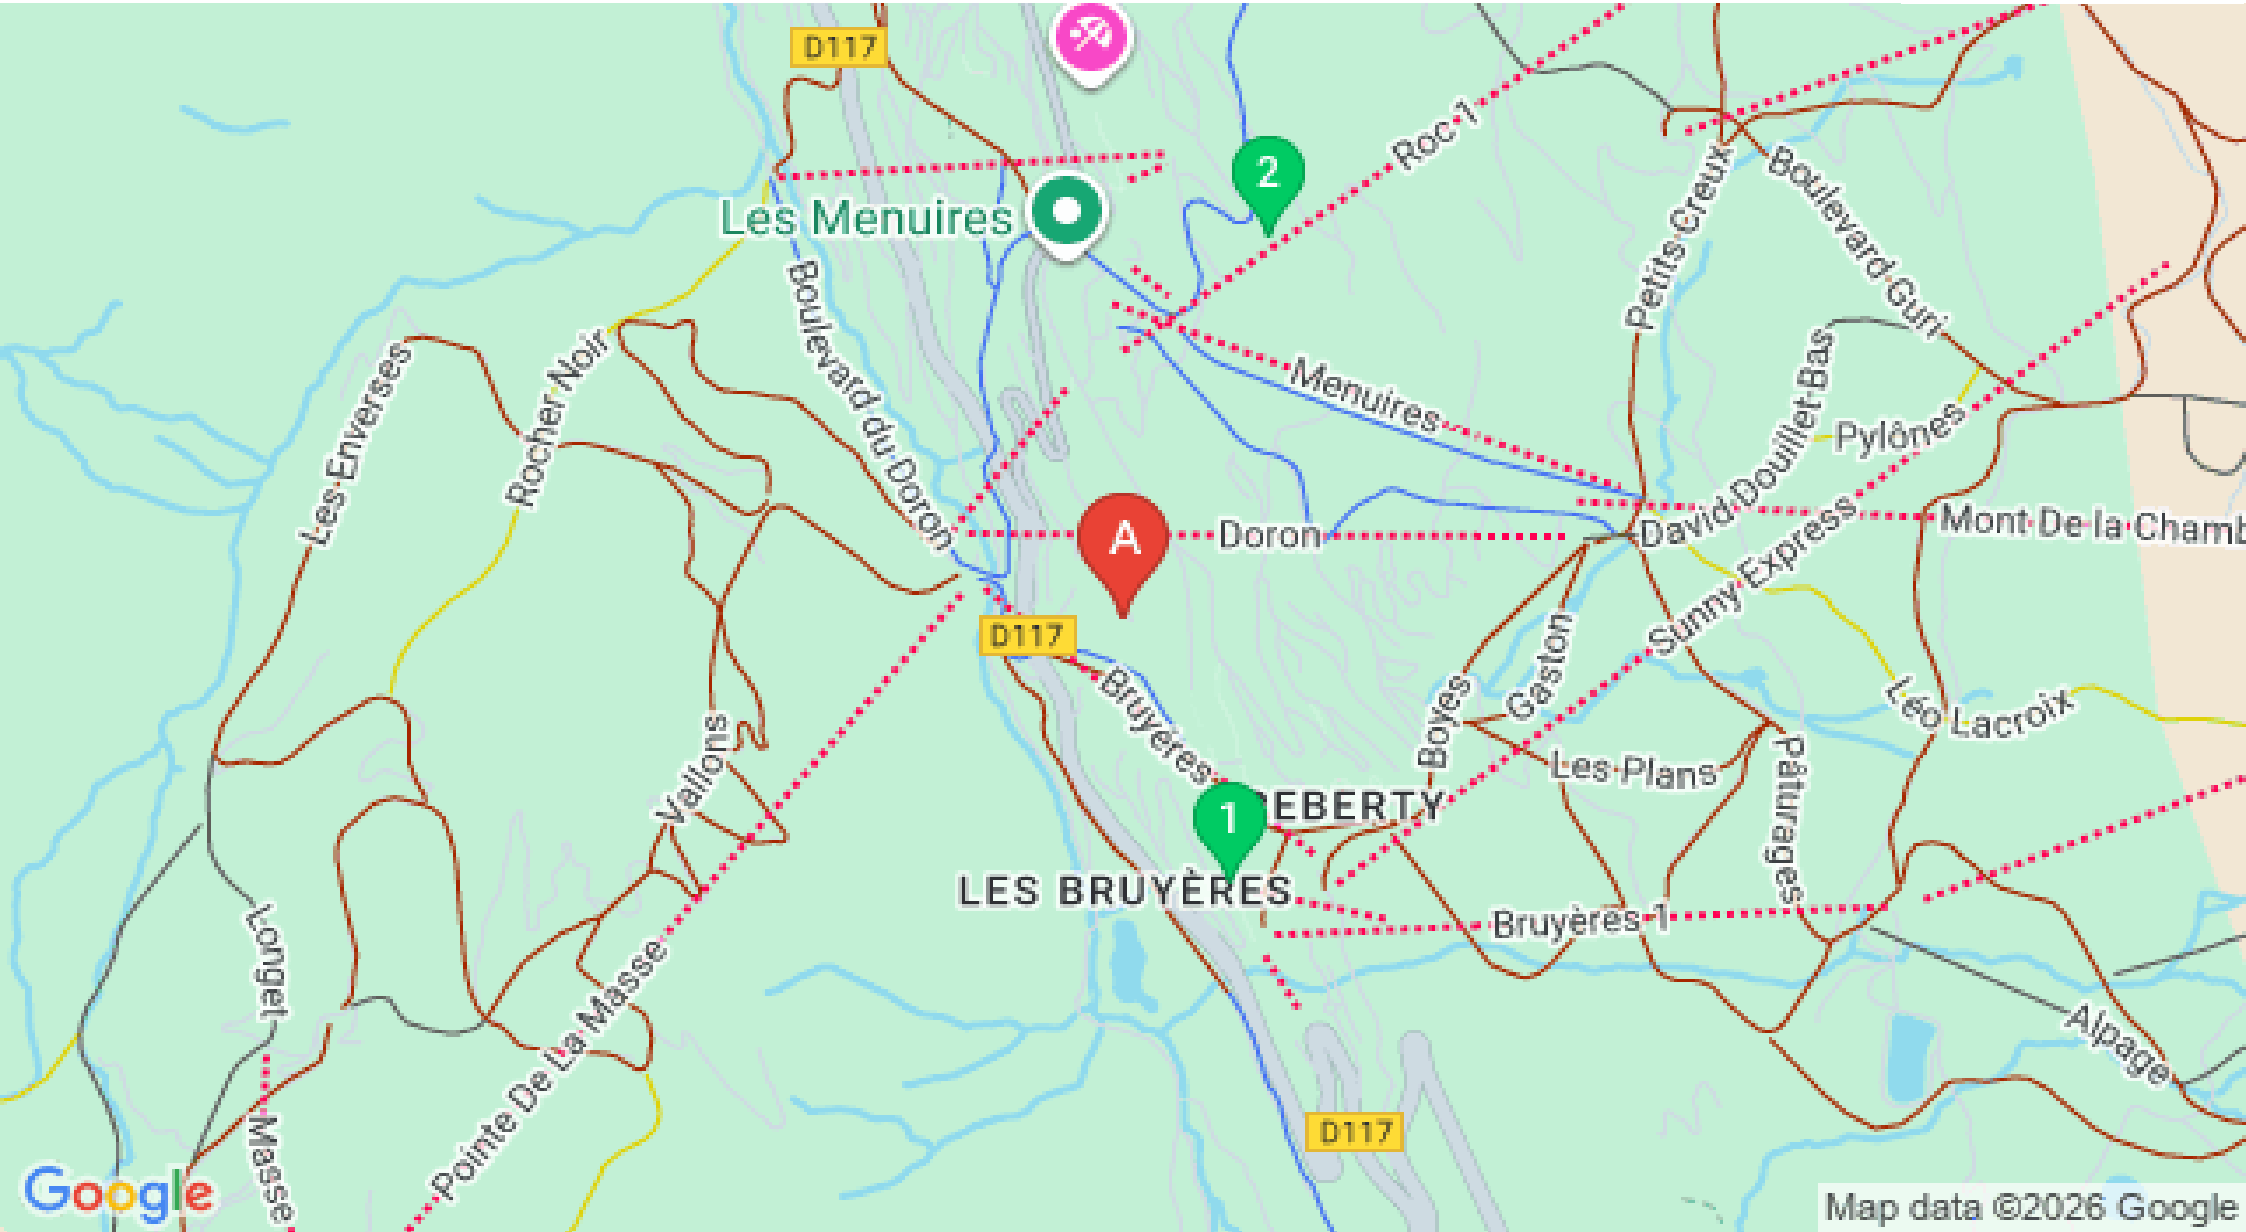 D117
2
Roc 1
Les Menuires
Petits Creux
Boulevard Guri
Boulevard du Doron
Les Enverses
Rocher Noir
Menuires
David Douillet Bas
Pylônes
A
Doron
Mont De la Chamb
Sunny Express
D117
Bruyères
Gaston
Boyes
Léo Lacroix
Les Plans
Pâturages
Vallons
1
EBERTY
LES BRUYÈRES
Bruyères 1
Longet
Pointe De La Masse
Masse
Alpage
D117
Google
Map data ©2026 Google